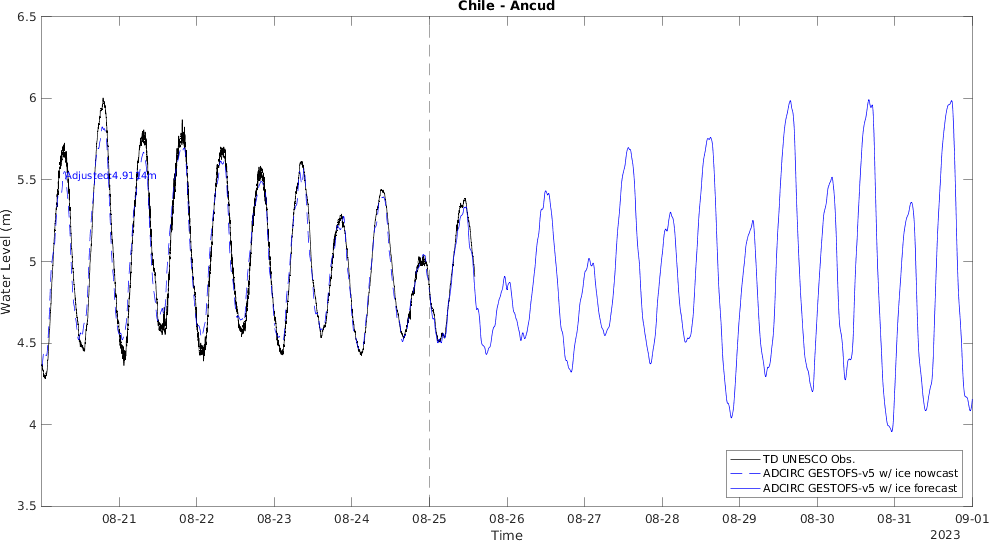 Chile - Ancud
6.5
6
5.5
5
4.5
4
3.5
Water Level (m)
08-21 08-22 08-23 08-24 08-25 08-26 08-27 08-28 08-29 08-30 08-31 09-01
Time
2023
TD UNESCO Obs.
ADCIRC GESTOFS-v5 w/ ice nowcast
ADCIRC GESTOFS-v5 w/ ice forecast